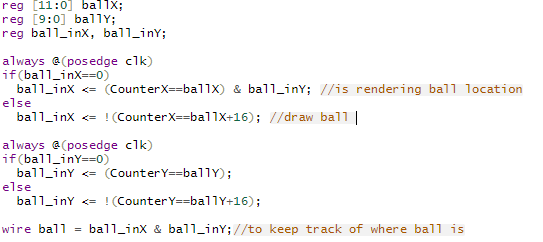 reg [11:0] ballX;
reg [9:0] ballY;
reg ball_inX, ball_inY;
always @(posedge clk)
if(ball_inX==0)
ball_inX <= (CounterX==ballX) & ball_inY; //is rendering ball location
else
ball_inX <= !(CounterX==ballX+16); //draw ball
always @(posedge clk)
if(ball_inY==0)
ball_inY <= (CounterY==ballY);
else
ball_inY <= !(CounterY==ballY+16);
wire ball = ball_inX & ball_inY;//to keep track of where ball is